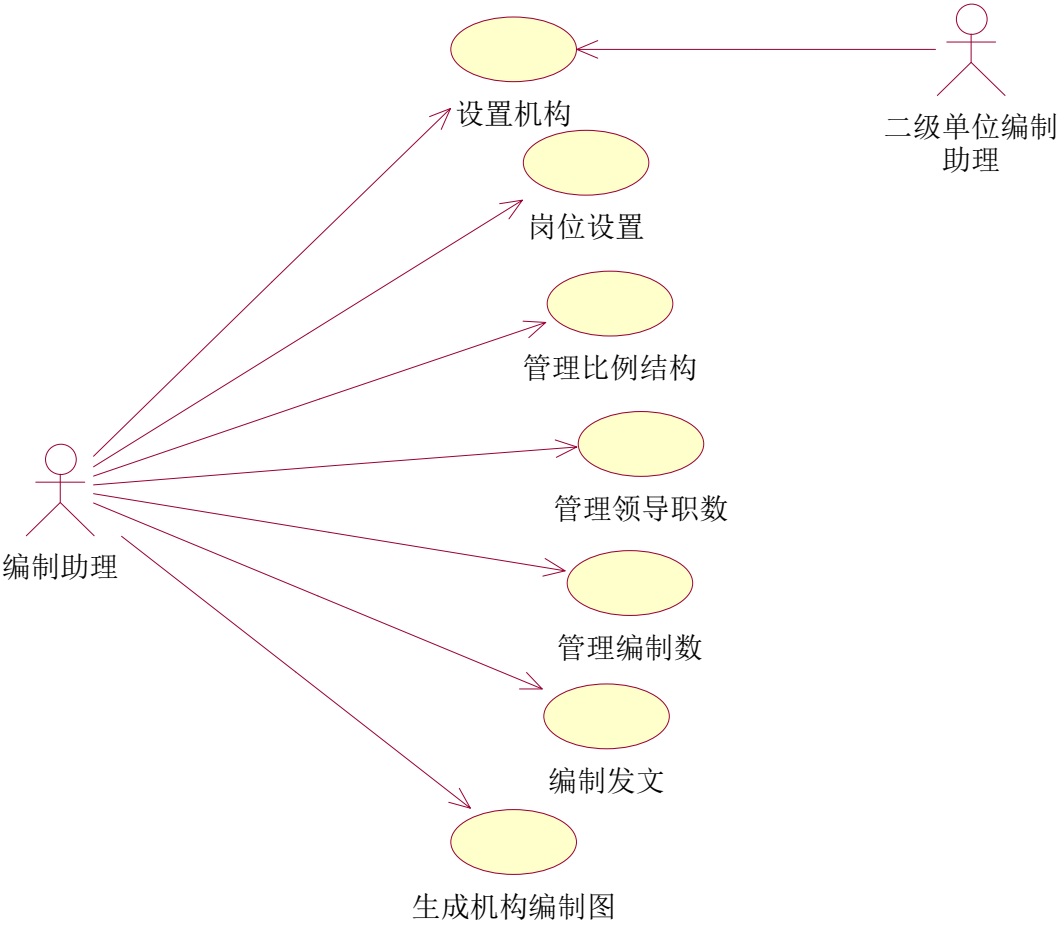 设置机构
二级单位编制
助理
岗位设置
管理比例结构
管理领导职数
编制助理
管理编制数
编制发文
生成机构编制图